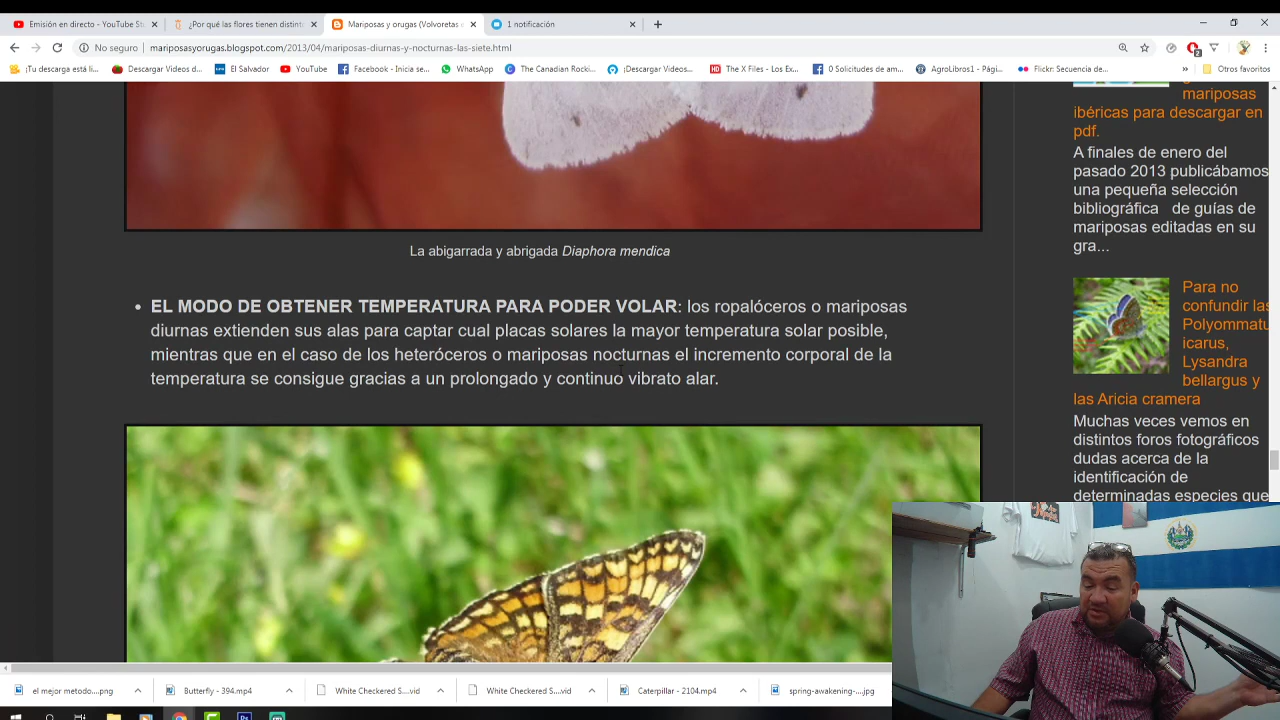 Emisión en directo - YouTube St
¿Por qué las flores tienen distint
Mariposas y orugas (Volvoretas e
1 notificación
No seguro
mariposasyorugas.blogspot.com/2013/04/mariposas-diurnas-y-nocturnas-las-siete.html
¡Tu descarga está li...
Descargar Videos d...
El Salvador
YouTube
Facebook - Inicia se...
WhatsApp
The Canadian Rocki...
¡Descargar Videos...
The X Files - Los Ex...
0 Solicitudes de am...
AgroLibros1 - Pági...
Flickr: Secuencia de...
»
Otros favoritos
La abigarrada y abrigada Diaphora mendica
• EL MODO DE OBTENER TEMPERATURA PARA PODER VOLAR: los ropalóceros o mariposas
diurnas extienden sus alas para captar cual placas solares la mayor temperatura solar posible,
mientras que en el caso de los heteróceros o mariposas nocturnas el incremento corporal de la
temperatura se consigue gracias a un prolongado y continuo vibrato alar.
mariposas
ibéricas para descargar en
pdf.
A finales de enero del
pasado 2013 publicábamos
una pequeña selección
bibliográfica de guías de
mariposas editadas en su
gra...
Para no
confundir las
Polyommatu
icarus,
Lysandra
bellargus y
las Aricia cramera
Muchas veces vemos en
distintos foros fotográficos
dudas acerca de la
identificación de
determinadas especies que
el mejor metodo....png
Butterfly - 394.mp4
White Checkered S....vid
White Checkered S....vid
Caterpillar - 2104.mp4
spring-awakening-...jpg